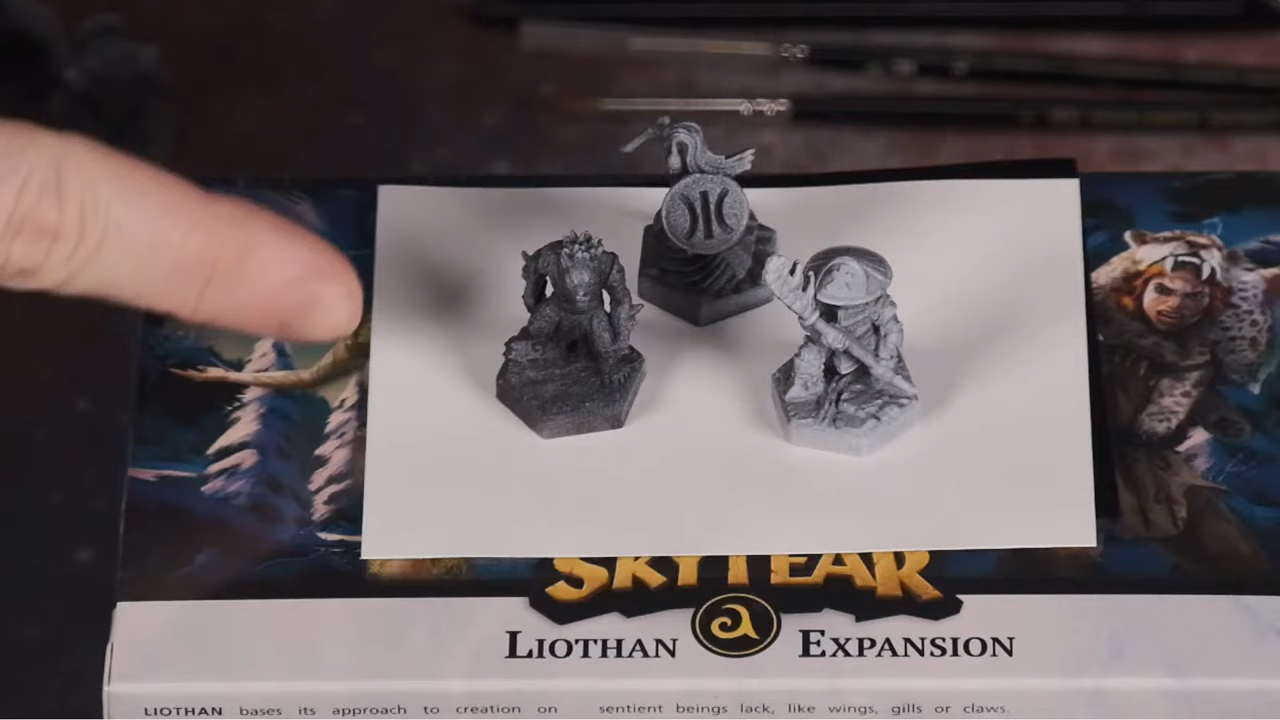 SKYTEAR
LIOTHAN EXPANSION
LIOTHAN bases its approach to creation on
sentient beings lack, like wings, gills or claws.